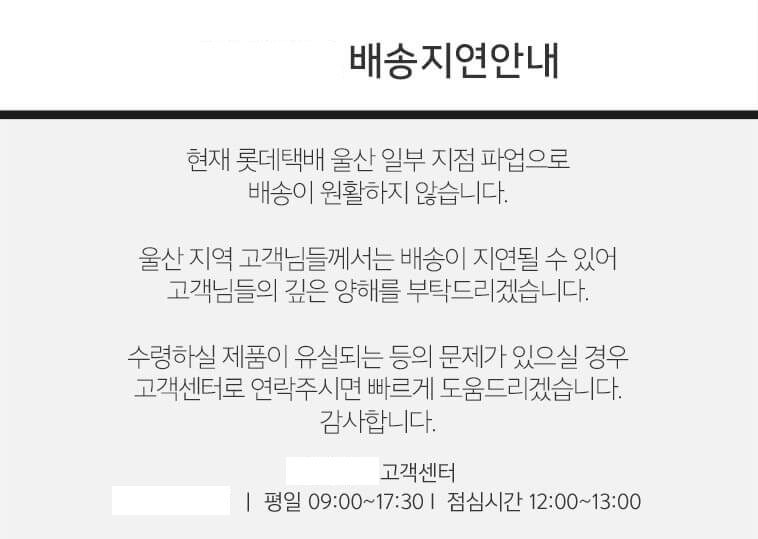 배송지연안내
현재 롯데택배 울산 일부 지점 파업으로
배송이 원활하지 않습니다.
울산 지역 고객님들께서는 배송이 지연될 수 있어
고객님들의 깊은 양해를 부탁드리겠습니다.
수령하실 제품이 유실되는 등의 문제가 있으실 경우
고객센터로 연락주시면 빠르게 도움드리겠습니다.
감사합니다.
고객센터
| 평일 09:00~17:30 l 점심시간 12:00~13:00